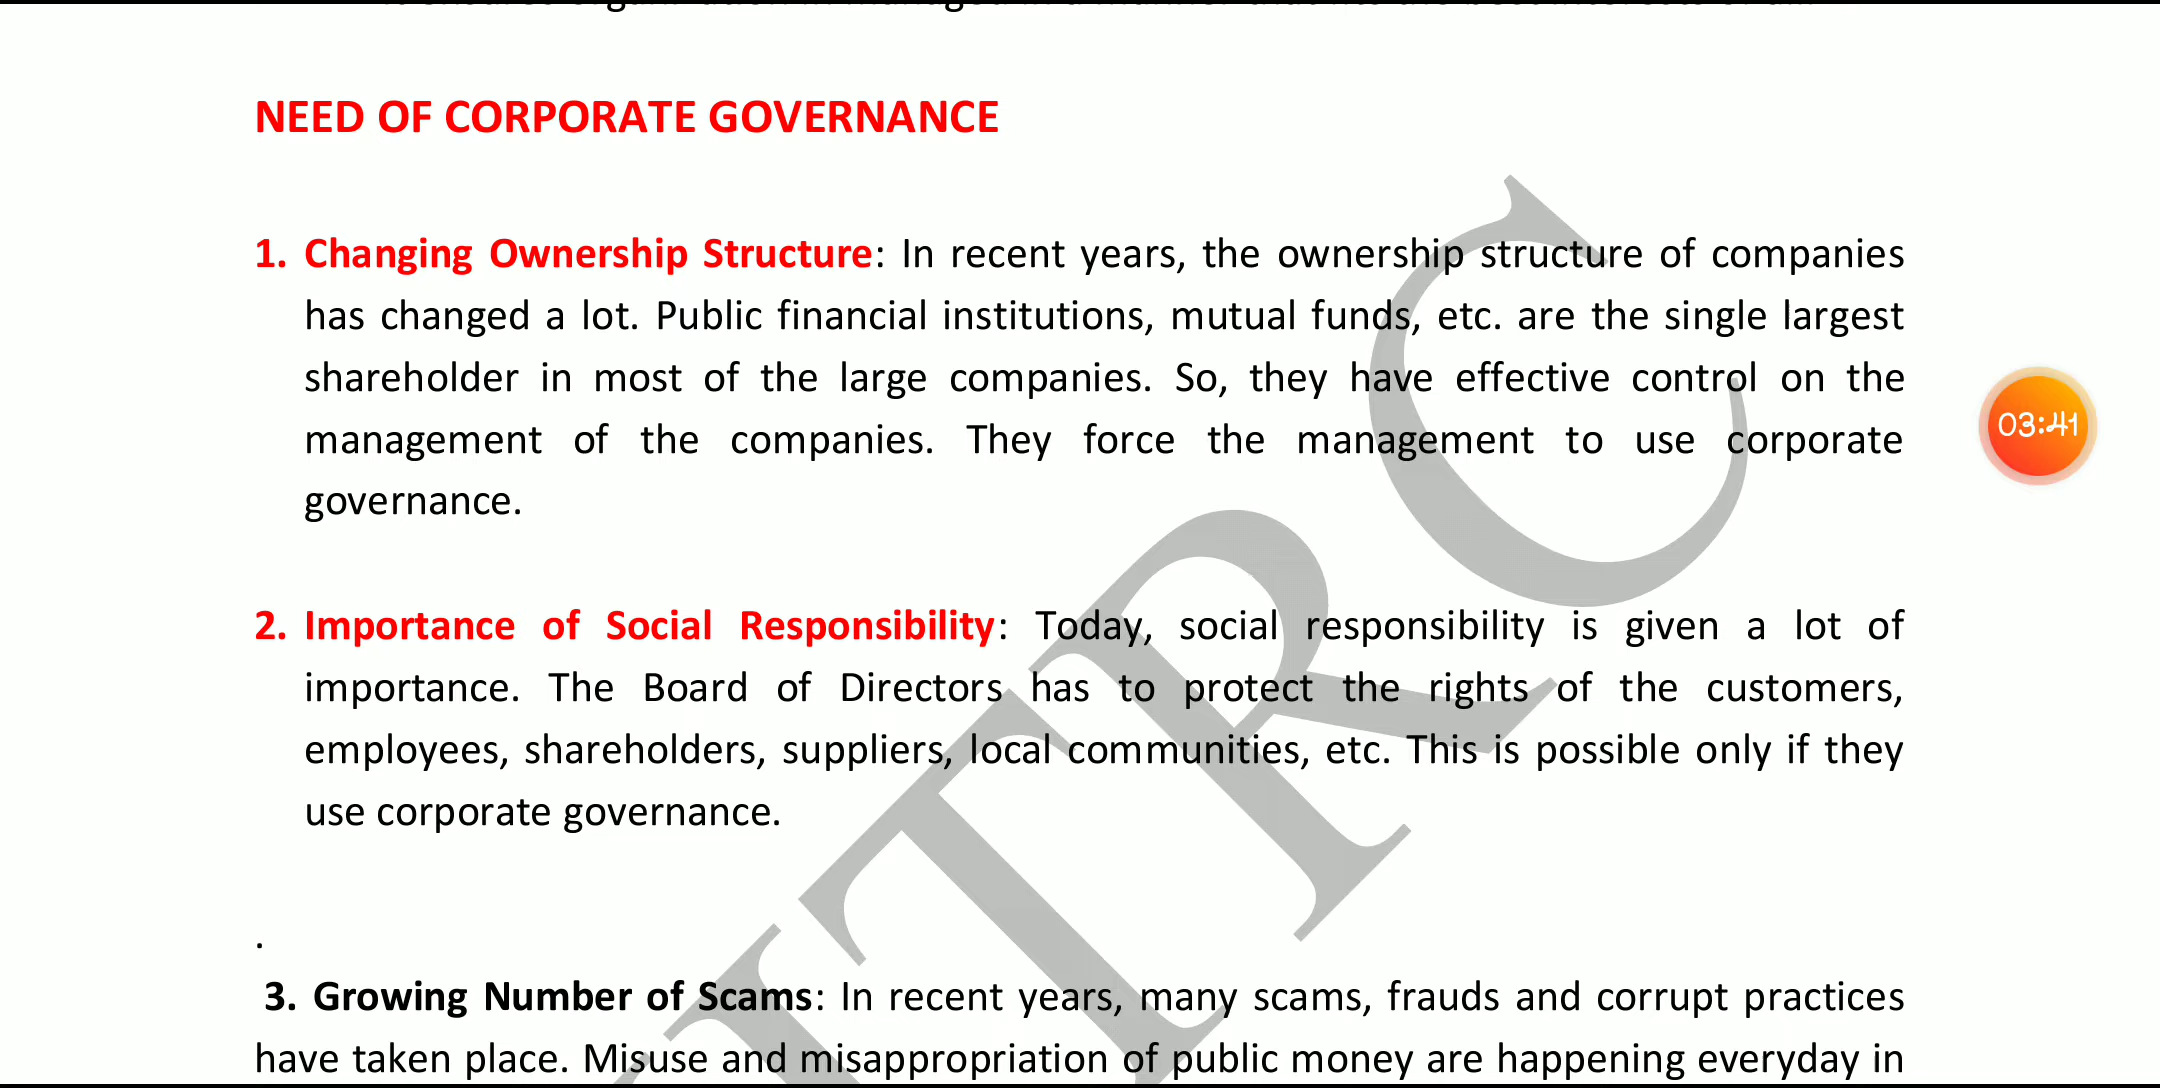 NEED OF CORPORATE GOVERNANCE
1. Changing Ownership Structure: In recent years, the ownership structure of companies
has changed a lot. Public financial institutions, mutual funds, etc. are the single largest
shareholder in most of the large companies. So, they have effective control on the
management of the companies. They force the management to use corporate
governance.
03:41
2. Importance of Social Responsibility: Today, social responsibility is given a lot of
importance. The Board of Directors has to protect the rights of the customers,
employees, shareholders, suppliers, local communities, etc. This is possible only if they
use corporate governance.
.
3. Growing Number of Scams: In recent years, many scams, frauds and corrupt practices
have taken place. Misuse and misappropriation of public money are happening everyday in
TRC